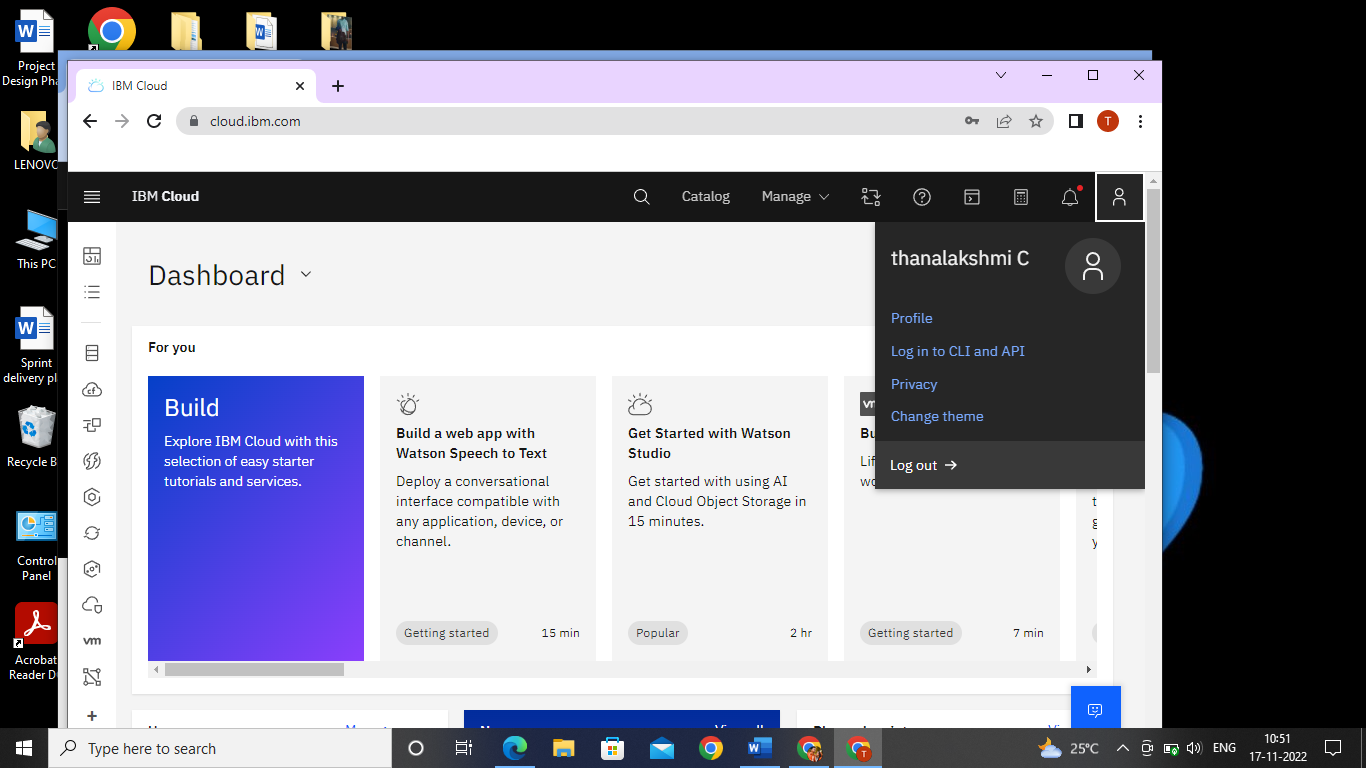 Project
Design Pha
LENOVO
This PC
Sprint
delivery pl
Recycle B
Control
Panel
Acrobat
Reader D
IBM Cloud
cloud.ibm.com
T
IBM Cloud
Catalog
Manage
thanalakshmi C
Profile
Log in to CLI and API
Privacy
Change theme
Log out
Dashboard
For you
Build
Explore IBM Cloud with this
selection of easy starter
tutorials and services.
Build a web app with
Watson Speech to Text
Deploy a conversational
interface compatible with
any application, device, or
channel.
Getting started
15 min
Get Started with Watson
Studio
Get started with using AI
and Cloud Object Storage in
15 minutes.
Popular
2 hr
vm
Bu
Lif
wo
Getting started
7 min
t
g
y
cf
vm
Type here to search
25°C
ENG
10:51
17-11-2022